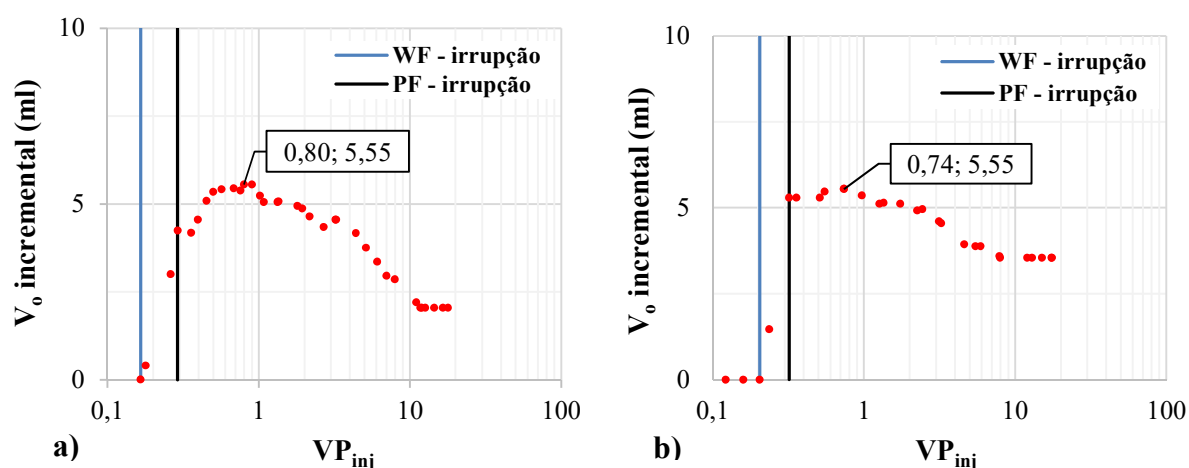 10
5
0
V₀ incremental (ml)
WF - irrupção
PF - irrupção
0,80; 5,55
0,1
1
10
100
a)
VPinj
10
5
0
V₀ incremental (ml)
WF - irrupção
PF - irrupção
0,74; 5,55
0,1
1
10
100
b)
VPinj